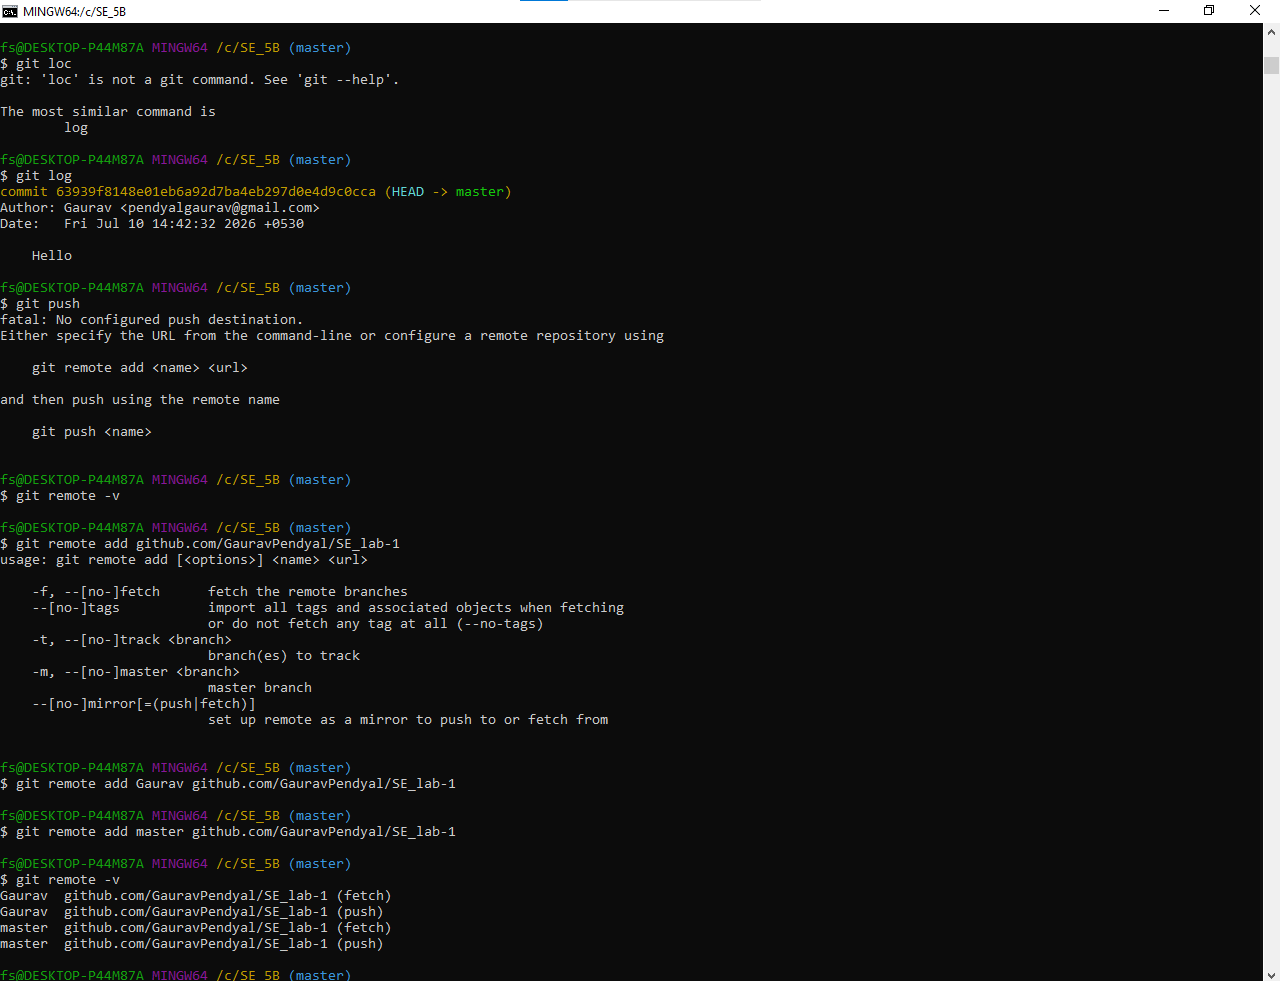 MINGW64:/c/SE_5B
fs@DESKTOP-P44M87A MINGW64 /c/SE_5B (master)
$ git loc
git: 'loc' is not a git command. See 'git --help'.
The most similar command is
log
fs@DESKTOP-P44M87A MINGW64 /c/SE_5B (master)
$ git log
commit 63939f8148e01eb6a92d7ba4eb297d0e4d9c0cca (HEAD -> master)
Author: Gaurav <pendyalgaurav@gmail.com>
Date:   Fri Jul 10 14:42:32 2026 +0530
Hello
fs@DESKTOP-P44M87A MINGW64 /c/SE_5B (master)
$ git push
fatal: No configured push destination.
Either specify the URL from the command-line or configure a remote repository using
git remote add <name> <url>
and then push using the remote name
git push <name>
fs@DESKTOP-P44M87A MINGW64 /c/SE_5B (master)
$ git remote -v
fs@DESKTOP-P44M87A MINGW64 /c/SE_5B (master)
$ git remote add github.com/GauravPendyal/SE_lab-1
usage: git remote add [<options>] <name> <url>
-f, --[no-]fetch      fetch the remote branches
--[no-]tags           import all tags and associated objects when fetching
or do not fetch any tag at all (--no-tags)
-t, --[no-]track <branch>
branch(es) to track
-m, --[no-]master <branch>
master branch
--[no-]mirror[=(push|fetch)]
set up remote as a mirror to push to or fetch from
fs@DESKTOP-P44M87A MINGW64 /c/SE_5B (master)
$ git remote add Gaurav github.com/GauravPendyal/SE_lab-1
fs@DESKTOP-P44M87A MINGW64 /c/SE_5B (master)
$ git remote add master github.com/GauravPendyal/SE_lab-1
fs@DESKTOP-P44M87A MINGW64 /c/SE_5B (master)
$ git remote -v
Gaurav  github.com/GauravPendyal/SE_lab-1 (fetch)
Gaurav  github.com/GauravPendyal/SE_lab-1 (push)
master  github.com/GauravPendyal/SE_lab-1 (fetch)
master  github.com/GauravPendyal/SE_lab-1 (push)
fs@DESKTOP-P44M87A MINGW64 /c/SE_5B (master)